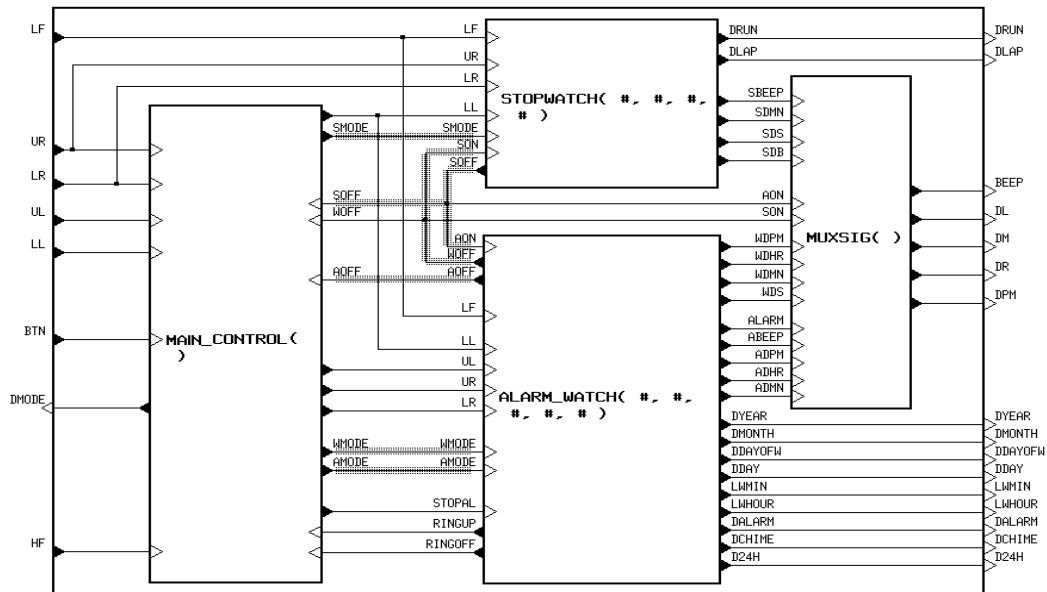 LF
UR
LR
UL
LL
BTN
DMODE
HF
MAIN_CONTROL(
)
SMODE
SOFF
WOFF
AOFF
WMODE
AMODE
LF
UR
LR
LL
SMODE
SON
SOFF
STOPWATCH( #, #, #,
# )
DRUN
DLAP
AON
WOFF
AOFF
LF
LL
UL
UR
LR
WMODE
AMODE
STOPAL
RINGUP
RINGOFF
ALARM_WATCH( #, #,
#, #, # )
SBEEP
SDMN
SDS
SDB
AON
SON
WDPM
WDHR
WDMN
WDS
ALARM
ABEEP
ADPM
ADHR
ADMN
MUXSIG( )
DYEAR
DMONTH
DDAYOFW
DDAY
LWMIN
LWHOUR
DALARM
DCHIME
D24H
DRUN
DLAP
BEEP
DL
DM
DR
DPM
DYEAR
DMONTH
DDAYOFW
DDAY
LWMIN
LWHOUR
DALARM
DCHIME
D24H